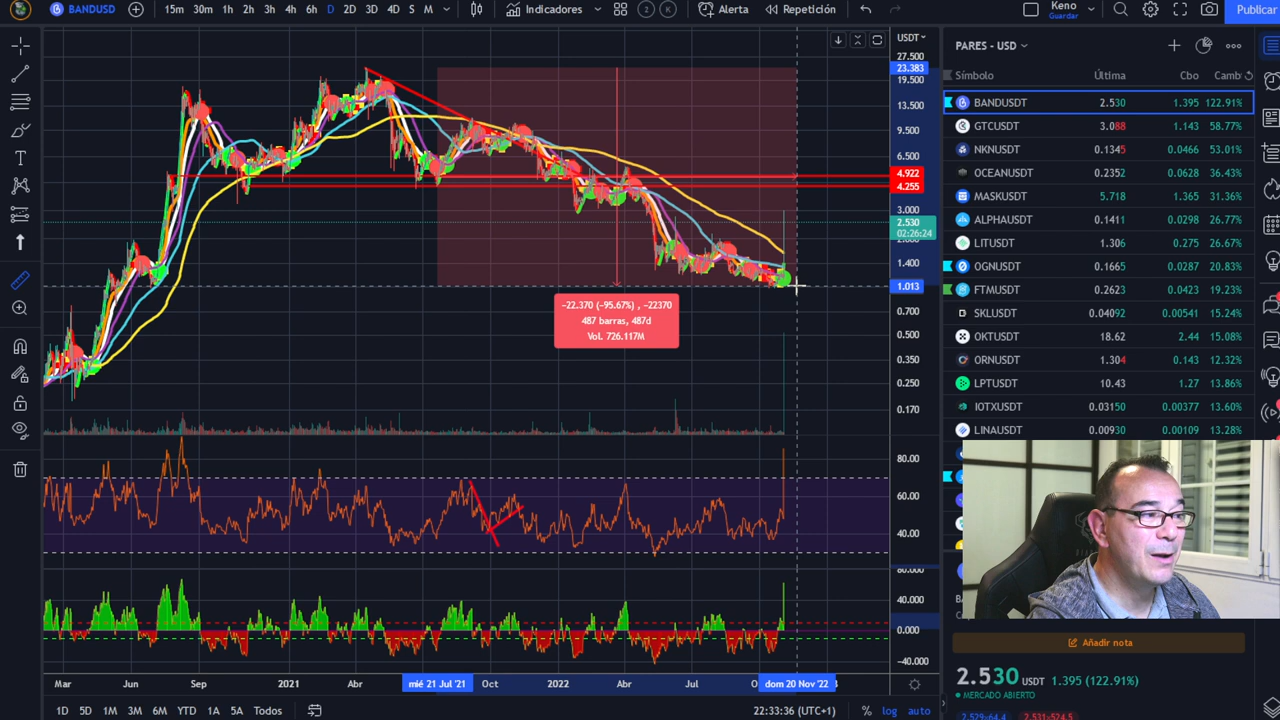 BANDUSD 15m 30m 1h 2h 4h 6h D 2D 3D 4D S M Indicadores 2 K Alerta Repetición Keno Guardar Publicar
USDT
27.500
23.383
19.500
13.500
9.500
6.500
4.922
4.255
3.000
2.530
02:26:24
1.400
1.013
0.700
0.500
0.350
0.250
0.170
-22.370 (-95.67%) , -22370
487 barras, 487d
Vol. 726.117M
80.00
60.00
40.00
80.000
40.000
0.000
-40.000
Mar Jun Sep 2021 Abr mié 21 Jul '21 Oct 2022 Abr Jul dom 20 Nov '22
1D 5D 1M 3M 6M YTD 1A 5A Todos 22:33:36 (UTC+1) % log auto
PARES - USD
Símbolo Última Cbo Camb
BANDUSDT 2.530 1.395 122.91%
GTCUSDT 3.088 1.143 58.77%
NKNUSDT 0.1345 0.0466 53.01%
OCEANUSDT 0.2352 0.0628 36.43%
MASKUSDT 5.718 1.365 31.36%
ALPHAUSDT 0.1411 0.0298 26.77%
LITUSDT 1.306 0.275 26.67%
OGNUSDT 0.1665 0.0287 20.83%
FTMUSDT 0.2623 0.0423 19.23%
SKLUSDT 0.04092 0.00541 15.24%
OKTUSDT 18.62 2.44 15.08%
ORNUSDT 1.304 0.143 12.32%
LPTUSDT 10.43 1.27 13.86%
IOTXUSDT 0.03150 0.00377 13.60%
LINAUSDT 0.00930 0.00109 13.28%
Añadir nota
2.530 USDT 1.395 (122.91%)
MERCADO ABIERTO
2.529×64.4 2.531×524.5